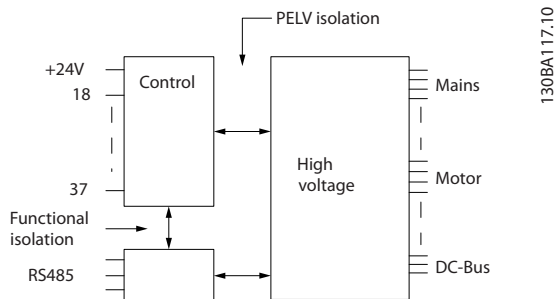 PELV isolation
130BA117.10
+24V
Control
Mains
18
High
voltage
37
Motor
Functional
isolation
RS485
DC-Bus